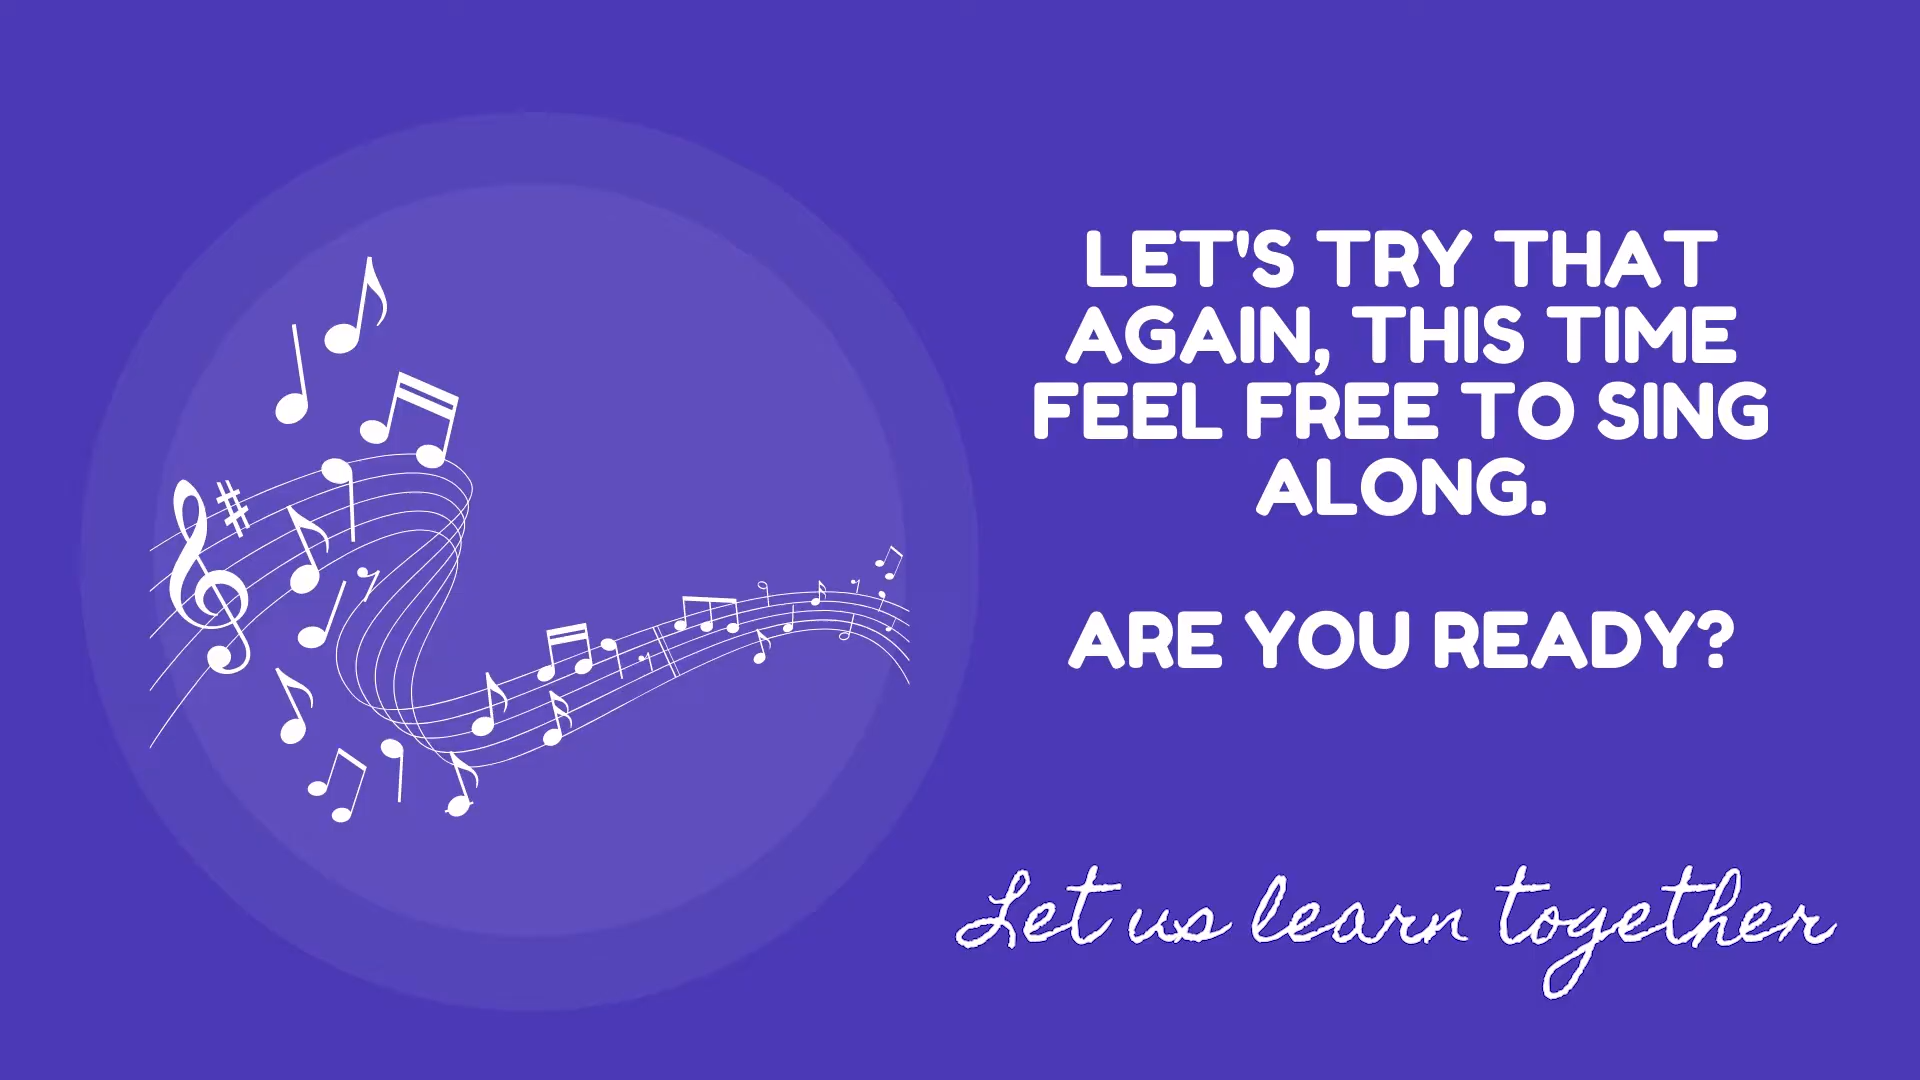 LET'S TRY THAT
AGAIN, THIS TIME
FEEL FREE TO SING
ALONG.
ARE YOU READY?
Let us learn together